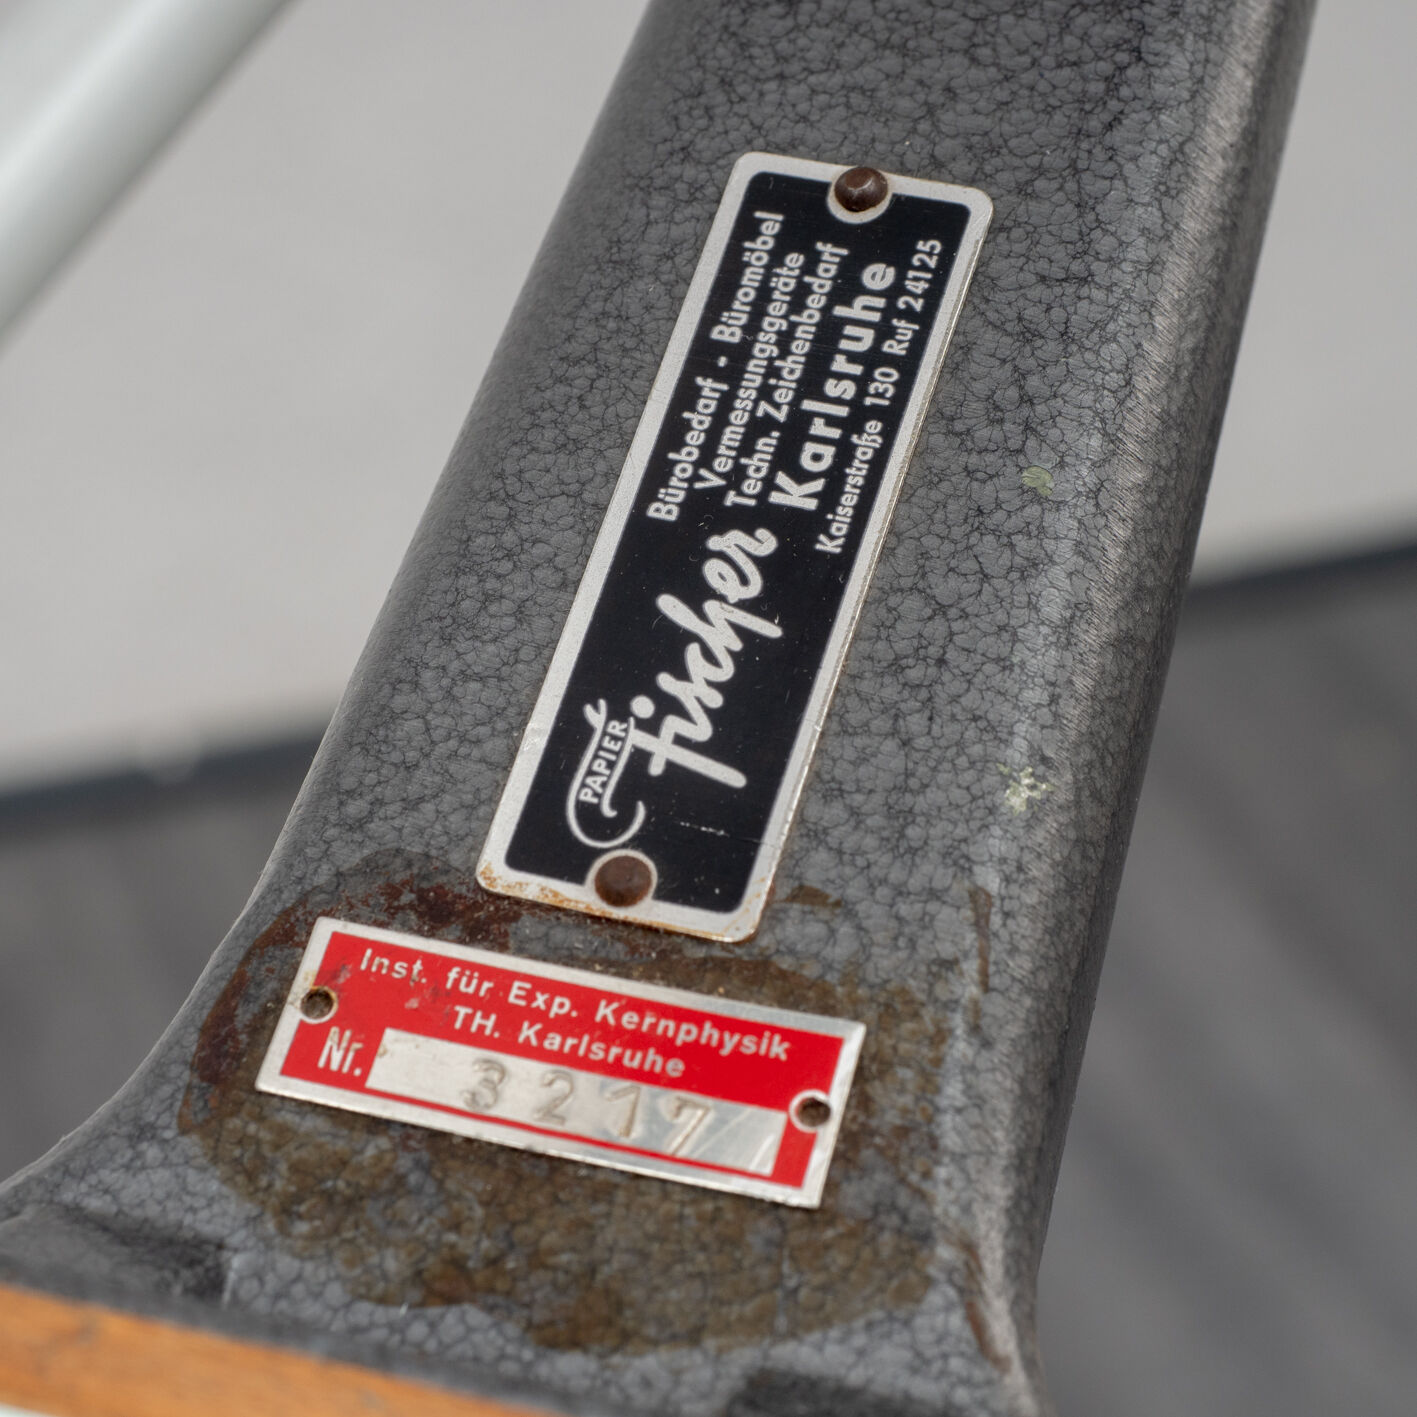 PAPIER
fischer
Bürobedarf - Büromöbel
Vermessungsgeräte
Techn. Zeichenbedarf
Karlsruhe
Kaiserstraße 130 Ruf 24125
Inst. für Exp. Kernphysik
TH. Karlsruhe
Nr. 3217